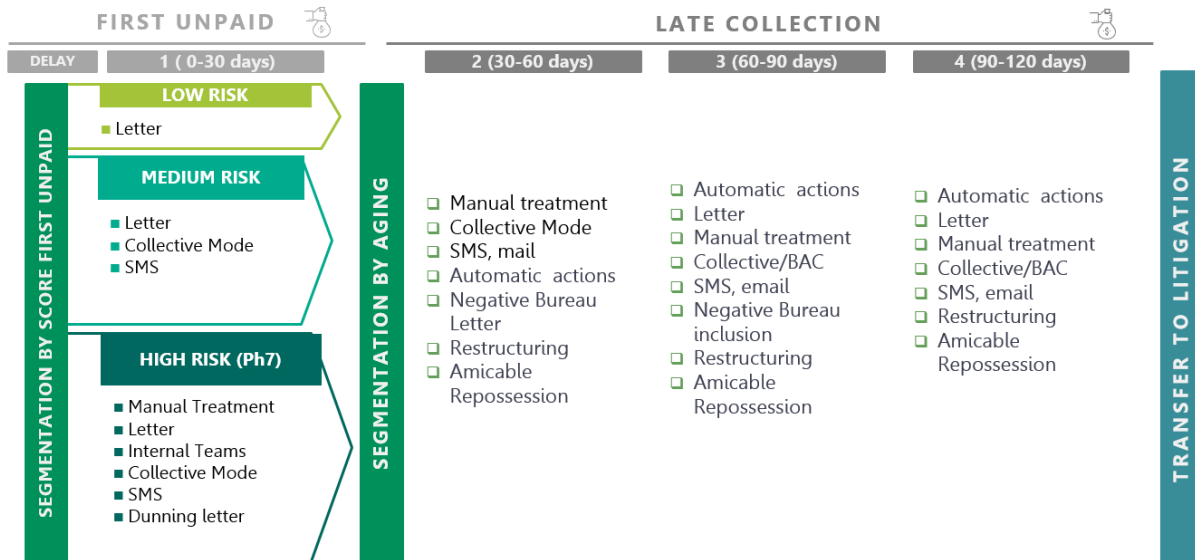 FIRST UNPAID
LATE COLLECTION
DELAY
1 ( 0-30 days)
2 (30-60 days)
3 (60-90 days)
4 (90-120 days)
SEGMENTATION BY SCORE FIRST UNPAID
LOW RISK
Letter
MEDIUM RISK
Letter
Collective Mode
SMS
HIGH RISK (Ph7)
Manual Treatment
Letter
Internal Teams
Collective Mode
SMS
Dunning letter
SEGMENTATION BY AGING
Manual treatment
Collective Mode
SMS, mail
Automatic actions
Negative Bureau
Letter
Restructuring
Amicable
Repossession
Automatic actions
Letter
Manual treatment
Collective/BAC
SMS, email
Negative Bureau
inclusion
Restructuring
Amicable
Repossession
Automatic actions
Letter
Manual treatment
Collective/BAC
SMS, email
Restructuring
Amicable
Repossession
TRANSFER TO LITIGATION